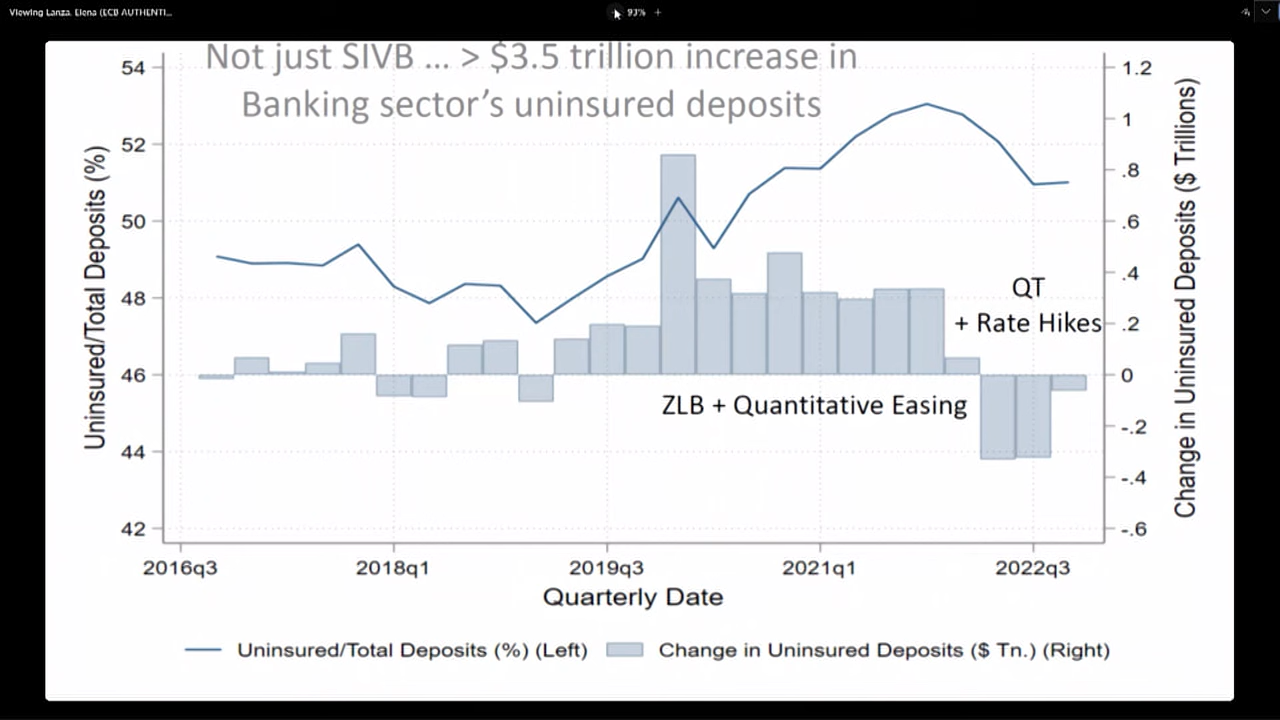 Viewing Lanza, Elena (ECB AUTHENTI...
93%
+
Not just SIVB ... > $3.5 trillion increase in
Banking sector's uninsured deposits
Uninsured/Total Deposits (%)
54
52
50
48
46
44
42
1.2
1
.8
.6
.4
.2
0
-.2
-.4
-.6
Change in Uninsured Deposits ($ Trillions)
QT
+ Rate Hikes
ZLB + Quantitative Easing
2016q3 2018q1 2019q3 2021q1 2022q3
Quarterly Date
Uninsured/Total Deposits (%) (Left) Change in Uninsured Deposits ($ Tn.) (Right)